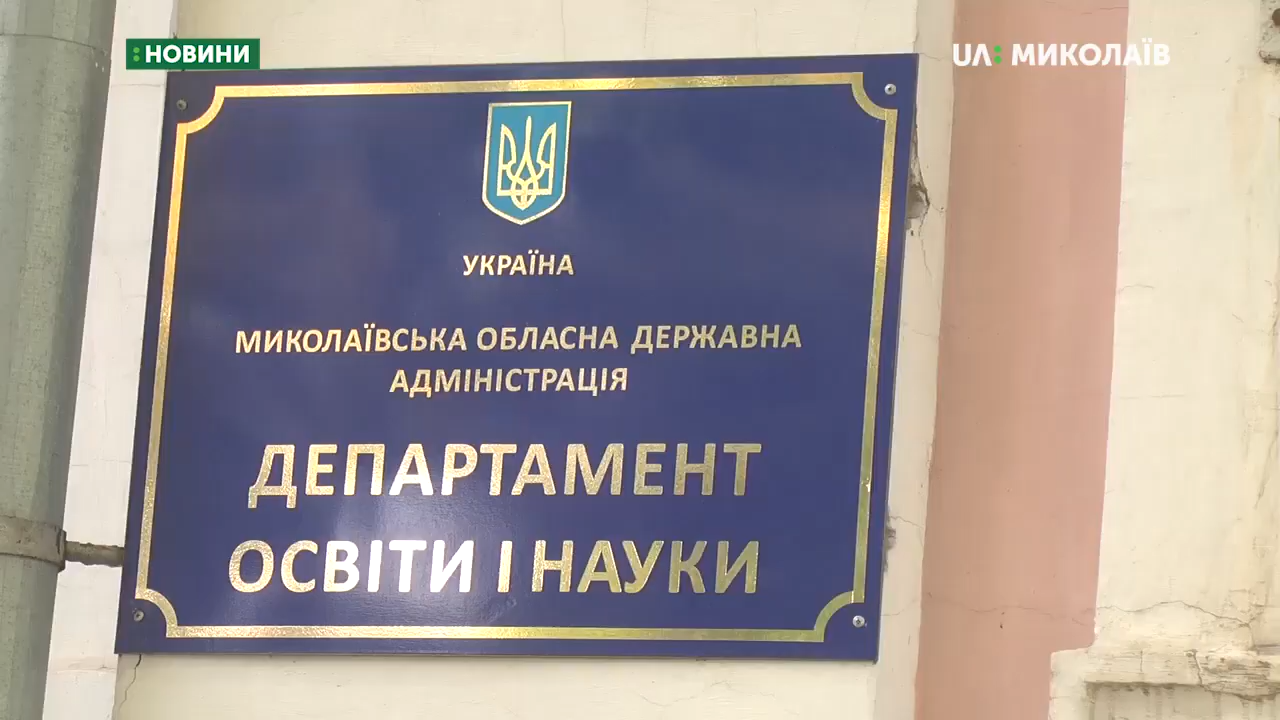 :НОВИНИ
UA: МИКОЛАЇВ
УКРАЇНА
МИКОЛАЇВСЬКА ОБЛАСНА ДЕРЖАВНА
АДМІНІСТРАЦІЯ
ДЕПАРТАМЕНТ
ОСВІТИ І НАУКИ